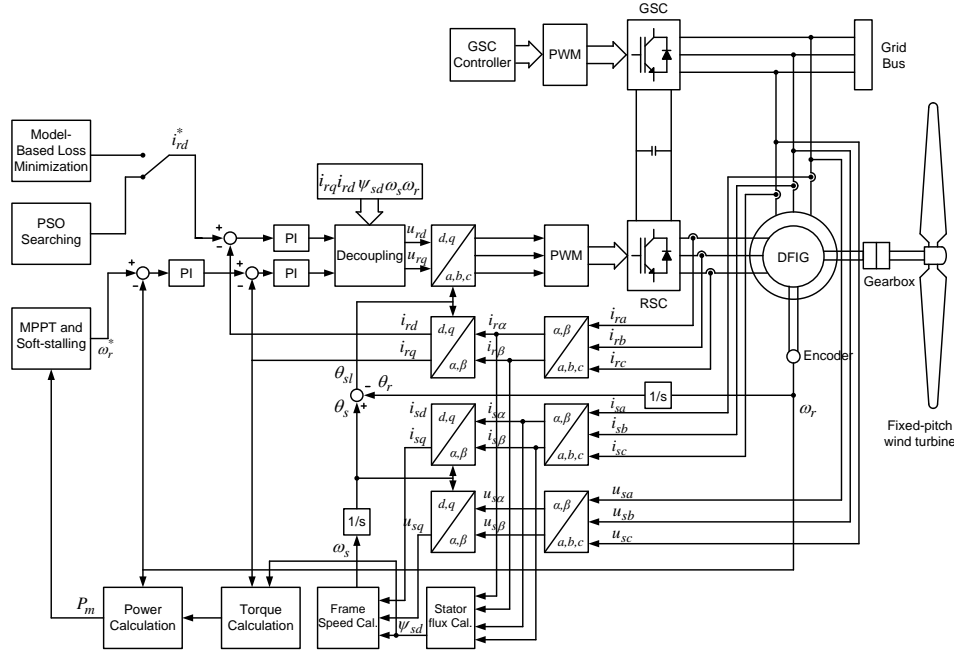 GSC
GSC
Controller
PWM
Grid
Bus
Model-
Based Loss
Minimization
i*rd
PSO
Searching
irq ird ψsd ωs ωr
PI
Decoupling
urd
urq
d,q
a,b,c
PWM
RSC
DFIG
Gearbox
PI
PI
MPPT and
Soft-stalling
ω*r
ird
irq
d,q
α,β
irα
irβ
α,β
a,b,c
ira
irb
irc
Encoder
θsl
θr
θs
1/s
ωr
Fixed-pitch
wind turbine
isd
isq
d,q
α,β
isα
isβ
α,β
a,b,c
isa
isb
isc
1/s
usq
d,q
α,β
usα
usβ
α,β
a,b,c
usa
usb
usc
ωs
Pm
Power
Calculation
Torque
Calculation
Frame
Speed Cal.
ψsd
Stator
flux Cal.